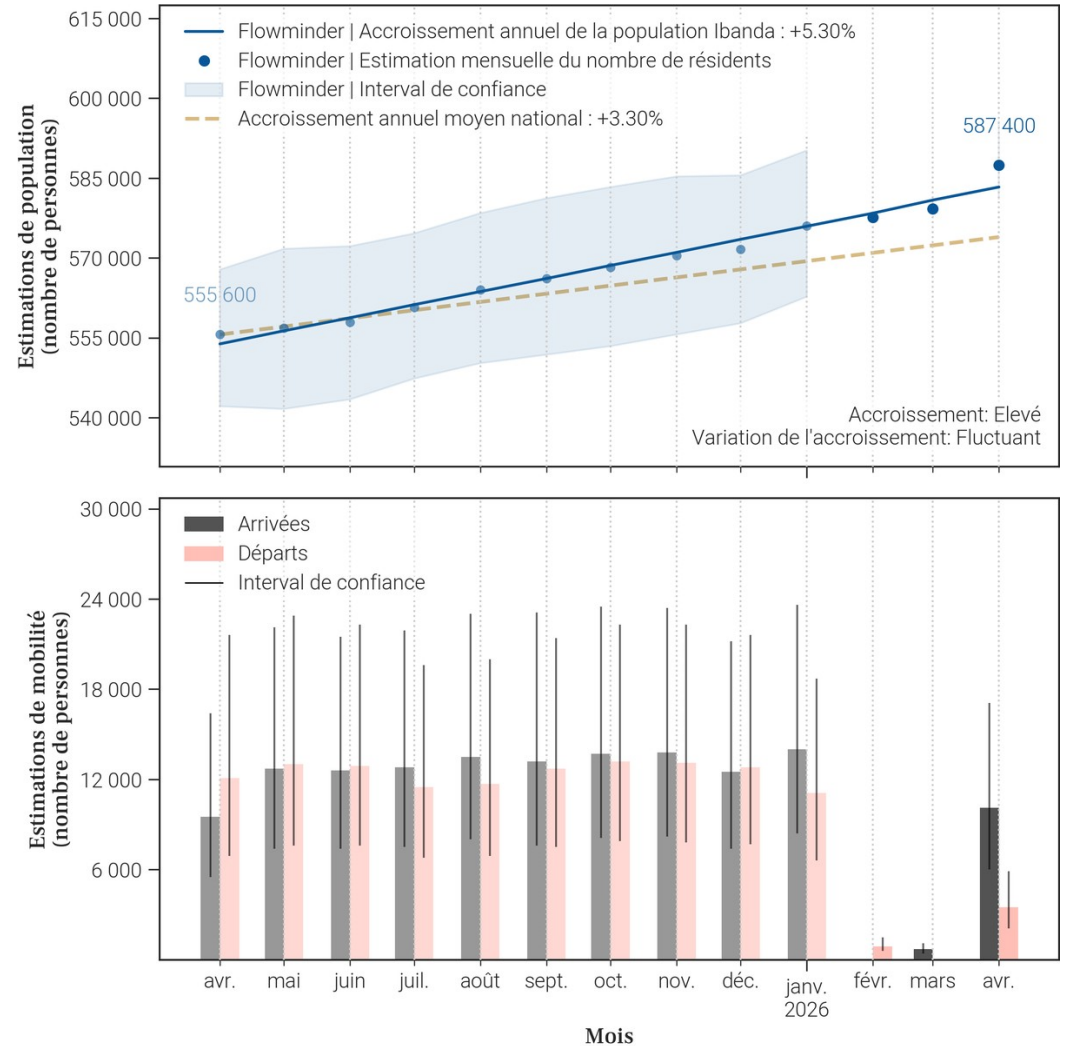 615 000
600 000
585 000
570 000
555 000
540 000
Estimations de population
(nombre de personnes)
Flowminder | Accroissement annuel de la population Ibanda : +5.30%
Flowminder | Estimation mensuelle du nombre de résidents
Flowminder | Interval de confiance
Accroissement annuel moyen national : +3.30%
587 400
555 600
Accroissement: Elevé
Variation de l'accroissement: Fluctuant
30 000
24 000
18 000
12 000
6 000
Estimations de mobilité
(nombre de personnes)
Arrivées
Départs
Interval de confiance
avr. mai juin juil. août sept. oct. nov. déc. janv. févr. mars avr.
2026
Mois